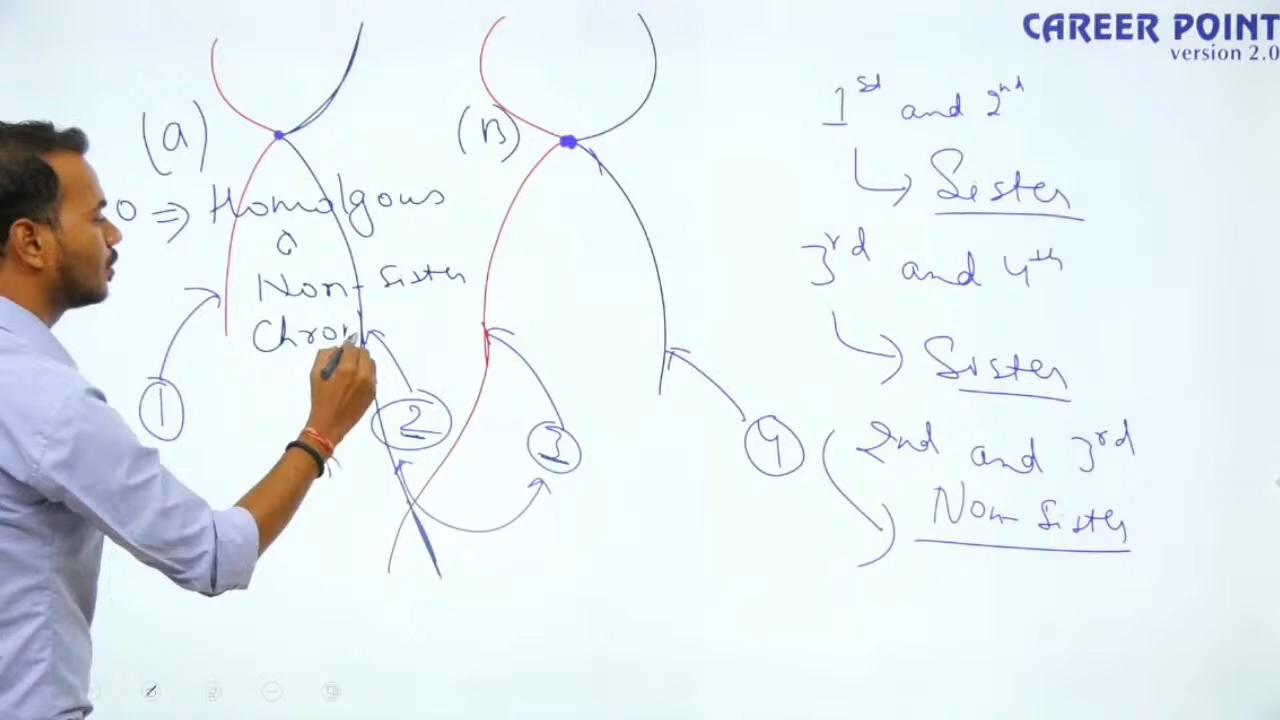 CAREER POINT
version 2.0
1st and 2nd
Sister
3rd and 4th
Sister
2nd and 3rd
Non-Sister
(a)
(B)
O ⇒ Homolgous
Non-Sister
Chrom
1
2
3
4